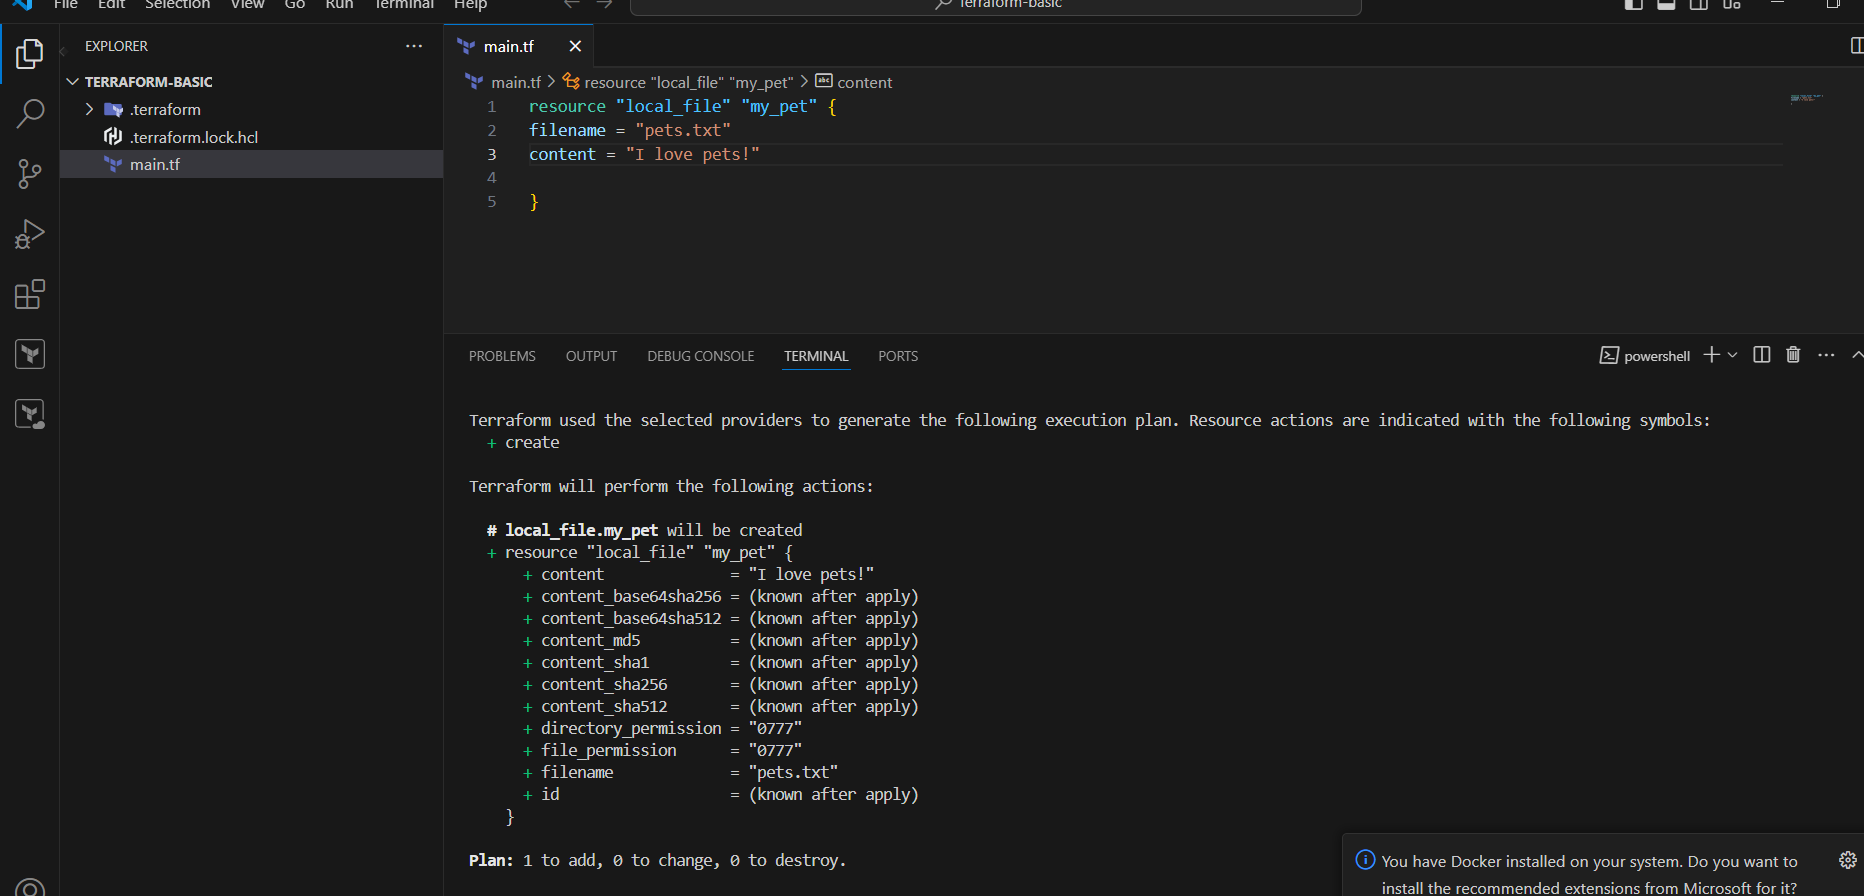 File Edit Selection View Go Run Terminal Help
Terraform-basic
EXPLORER
TERRAFORM-BASIC
.terraform
.terraform.lock.hcl
main.tf
main.tf
main.tf > resource "local_file" "my_pet" > content
1 resource "local_file" "my_pet" {
2 filename = "pets.txt"
3 content = "I love pets!"
4
5 }
PROBLEMS OUTPUT DEBUG CONSOLE TERMINAL PORTS
powershell
Terraform used the selected providers to generate the following execution plan. Resource actions are indicated with the following symbols:
+ create
Terraform will perform the following actions:
# local_file.my_pet will be created
+ resource "local_file" "my_pet" {
+ content = "I love pets!"
+ content_base64sha256 = (known after apply)
+ content_base64sha512 = (known after apply)
+ content_md5 = (known after apply)
+ content_sha1 = (known after apply)
+ content_sha256 = (known after apply)
+ content_sha512 = (known after apply)
+ directory_permission = "0777"
+ file_permission = "0777"
+ filename = "pets.txt"
+ id = (known after apply)
}
Plan: 1 to add, 0 to change, 0 to destroy.
You have Docker installed on your system. Do you want to
install the recommended extensions from Microsoft for it?